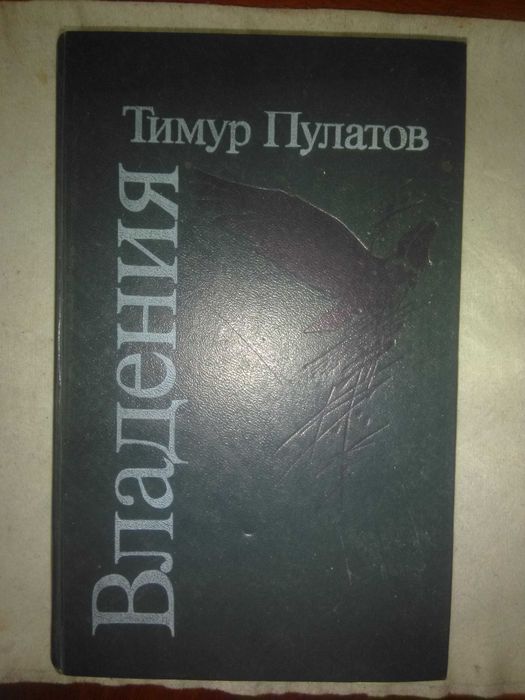 Тимур Пулатов
Владения